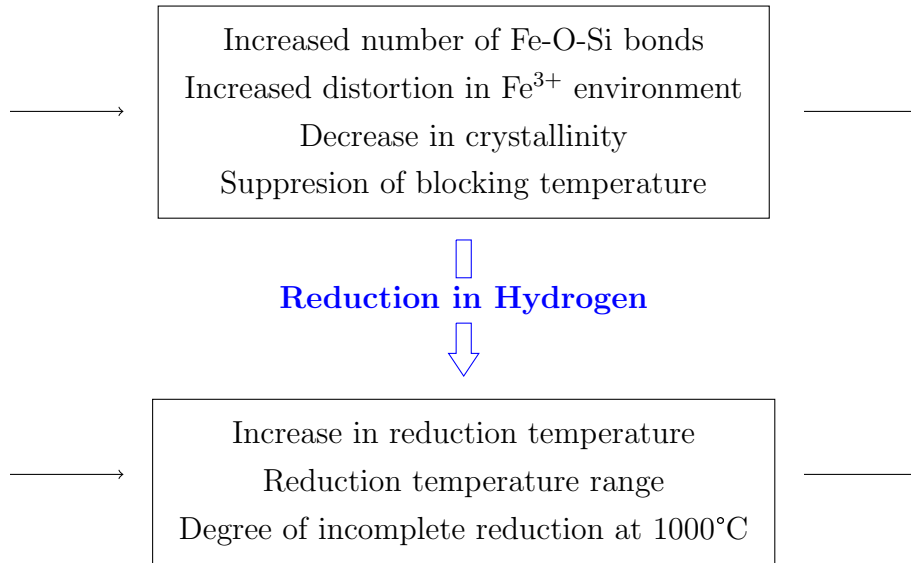 Increased number of Fe-O-Si bonds
Increased distortion in Fe³⁺ environment
Decrease in crystallinity
Suppresion of blocking temperature
Reduction in Hydrogen
Increase in reduction temperature
Reduction temperature range
Degree of incomplete reduction at 1000°C